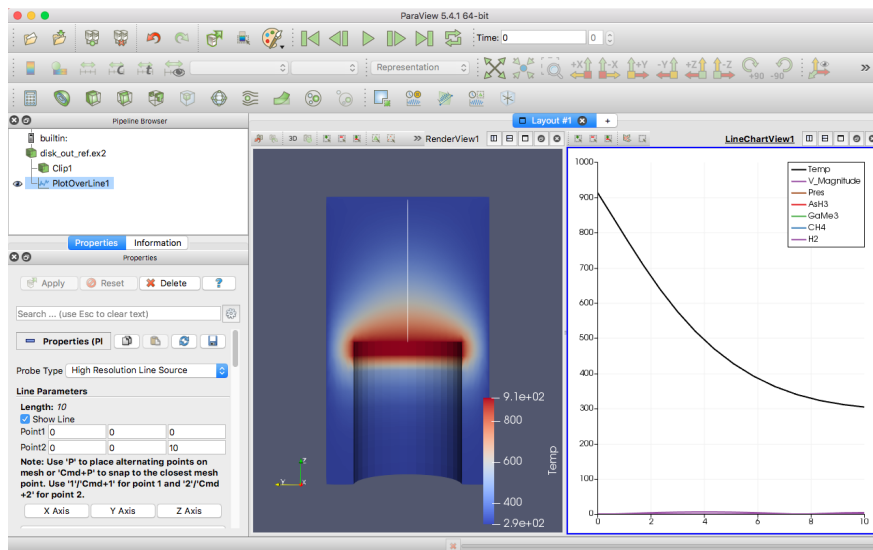 ParaView 5.4.1 64-bit
Time: 0 0
Representation +X -X +Y -Y +Z -Z +90 -90 »
Pipeline Browser
builtin:
disk_out_ref.ex2
Clip1
PlotOverLine1
Properties Information
Properties
Apply Reset Delete ?
Search ... (use Esc to clear text)
Properties (Pl
Probe Type High Resolution Line Source
Line Parameters
Length: 10
Show Line
Point1 0 0 0
Point2 0 0 10
Note: Use 'P' to place alternating points on
mesh or 'Cmd+P' to snap to the closest mesh
point. Use '1'/'Cmd+1' for point 1 and '2'/'Cmd
+2' for point 2.
X Axis Y Axis Z Axis
Layout #1 +
3D » RenderView1
9.1e+02
800
600
400
2.9e+02
Temp
Z
Y
LineChartView1
1000
900
800
700
600
500
400
300
200
100
0
0 2 4 6 8 10
Temp
V_Magnitude
Pres
AsH3
GaMe3
CH4
H2